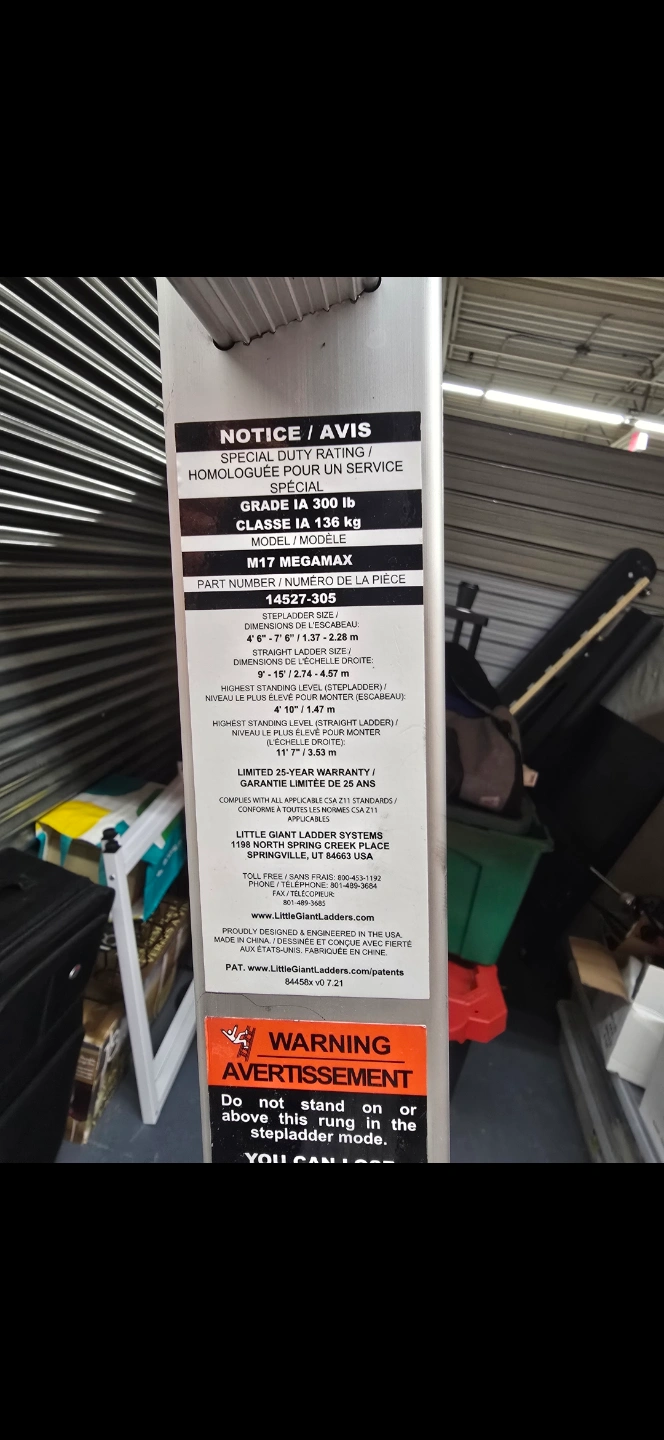 NOTICE / AVIS
SPECIAL DUTY RATING /
HOMOLOGUÉE POUR UN SERVICE
SPÉCIAL
GRADE IA 300 lb
CLASSE IA 136 kg
MODEL / MODÈLE
M17 MEGAMAX
PART NUMBER / NUMÉRO DE LA PIÈCE
14527-305
STEPLADDER SIZE /
DIMENSIONS DE L'ESCABEAU:
4' 6" - 7' 6" / 1.37 - 2.28 m
STRAIGHT LADDER SIZE /
DIMENSIONS DE L'ÉCHELLE DROITE:
9' - 15' / 2.74 - 4.57 m
HIGHEST STANDING LEVEL (STEPLADDER) /
NIVEAU LE PLUS ÉLEVÉ POUR MONTER (ESCABEAU):
4' 10" / 1.47 m
HIGHEST STANDING LEVEL (STRAIGHT LADDER) /
NIVEAU LE PLUS ÉLEVÉ POUR MONTER
(L'ÉCHELLE DROITE):
11' 7" / 3.53 m
LIMITED 25-YEAR WARRANTY /
GARANTIE LIMITÉE DE 25 ANS
COMPLIES WITH ALL APPLICABLE CSA Z11 STANDARDS /
CONFORME À TOUTES LES NORMES CSA Z11
APPLICABLES
LITTLE GIANT LADDER SYSTEMS
1198 NORTH SPRING CREEK PLACE
SPRINGVILLE, UT 84663 USA
TOLL FREE / SANS FRAIS: 800-453-1192
PHONE / TÉLÉPHONE: 801-489-3684
FAX / TÉLÉCOPIEUR:
801-489-3685
www.LittleGiantLadders.com
PROUDLY DESIGNED & ENGINEERED IN THE USA.
MADE IN CHINA. / DESSINÉE ET CONÇUE AVEC FIERTÉ
AUX ÉTATS-UNIS. FABRIQUÉE EN CHINE.
PAT. www.LittleGiantLadders.com/patents
84458x v0 7.21
WARNING
AVERTISSEMENT
Do not stand on or
above this rung in the
stepladder mode.
YOU CAN LOSE